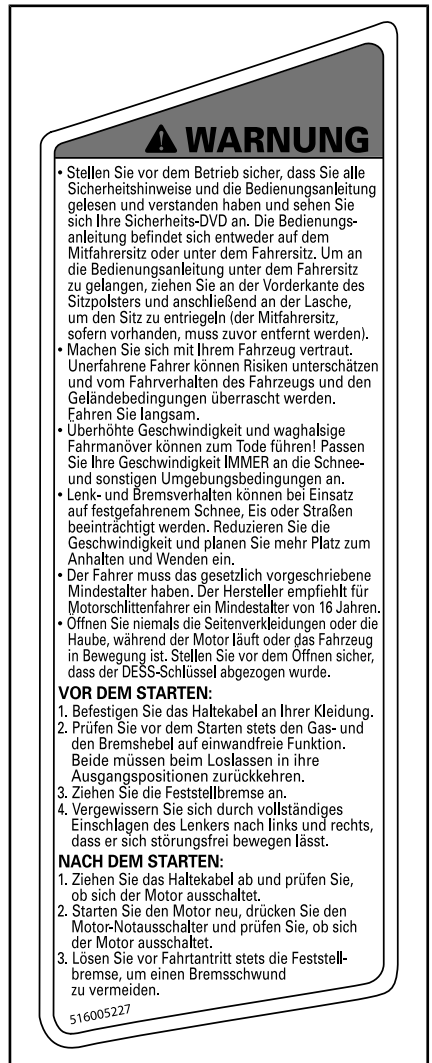 ⚠ WARNUNG
• Stellen Sie vor dem Betrieb sicher, dass Sie alle
Sicherheitshinweise und die Bedienungsanleitung
gelesen und verstanden haben und sehen Sie
sich Ihre Sicherheits-DVD an. Die Bedienungs-
anleitung befindet sich entweder auf dem
Mitfahrersitz oder unter dem Fahrersitz. Um an
die Bedienungsanleitung unter dem Fahrersitz
zu gelangen, ziehen Sie an der Vorderkante des
Sitzpolsters und anschließend an der Lasche,
um den Sitz zu entriegeln (der Mitfahrersitz,
sofern vorhanden, muss zuvor entfernt werden).
• Machen Sie sich mit Ihrem Fahrzeug vertraut.
Unerfahrene Fahrer können Risiken unterschätzen
und vom Fahrverhalten des Fahrzeugs und den
Geländebedingungen überrascht werden.
Fahren Sie langsam.
• Überhöhte Geschwindigkeit und waghalsige
Fahrmanöver können zum Tode führen! Passen
Sie Ihre Geschwindigkeit IMMER an die Schnee-
und sonstigen Umgebungsbedingungen an.
• Lenk- und Bremsverhalten können bei Einsatz
auf festgefahrenem Schnee, Eis oder Straßen
beeinträchtigt werden. Reduzieren Sie die
Geschwindigkeit und planen Sie mehr Platz zum
Anhalten und Wenden ein.
• Der Fahrer muss das gesetzlich vorgeschriebene
Mindestalter haben. Der Hersteller empfiehlt für
Motorschlittenfahrer ein Mindestalter von 16 Jahren.
• Öffnen Sie niemals die Seitenverkleidungen oder die
Haube, während der Motor läuft oder das Fahrzeug
in Bewegung ist. Stellen Sie vor dem Öffnen sicher,
dass der DESS-Schlüssel abgezogen wurde.
VOR DEM STARTEN:
1. Befestigen Sie das Haltekabel an Ihrer Kleidung.
2. Prüfen Sie vor dem Starten stets den Gas- und
den Bremshebel auf einwandfreie Funktion.
Beide müssen beim Loslassen in ihre
Ausgangspositionen zurückkehren.
3. Ziehen Sie die Feststellbremse an.
4. Vergewissern Sie sich durch vollständiges
Einschlagen des Lenkers nach links und rechts,
dass er sich störungsfrei bewegen lässt.
NACH DEM STARTEN:
1. Ziehen Sie das Haltekabel ab und prüfen Sie,
ob sich der Motor ausschaltet.
2. Starten Sie den Motor neu, drücken Sie den
Motor-Notausschalter und prüfen Sie, ob sich
der Motor ausschaltet.
3. Lösen Sie vor Fahrtantritt stets die Feststell-
bremse, um einen Bremsschwund
zu vermeiden.
516005227